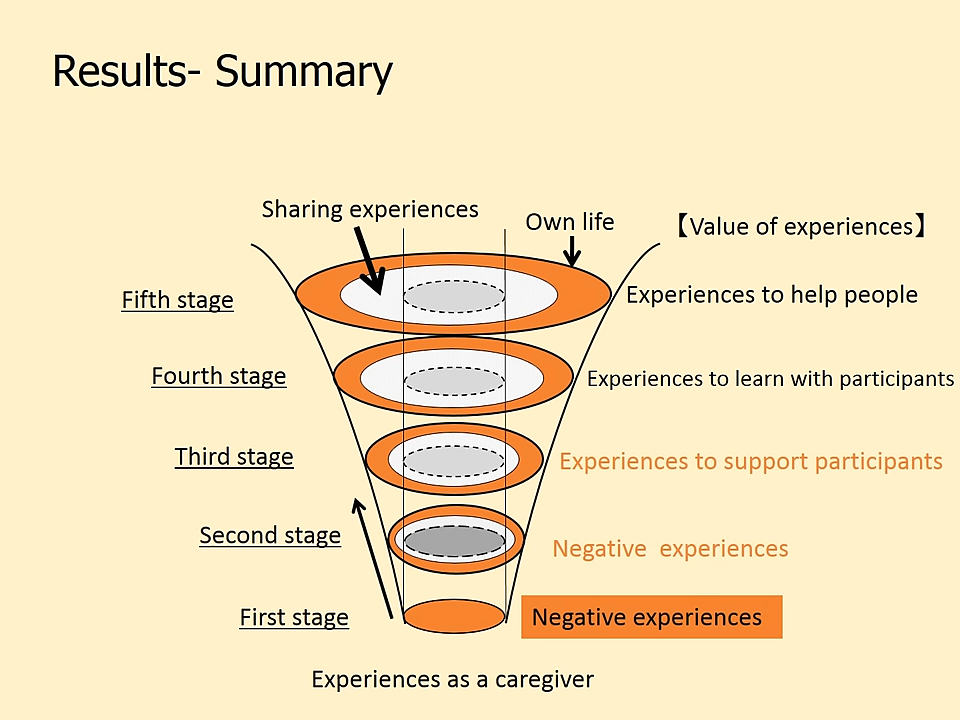 Results- Summary
Sharing experiences
Own life
【Value of experiences】
Fifth stage
Experiences to help people
Fourth stage
Experiences to learn with participants
Third stage
Experiences to support participants
Second stage
Negative  experiences
First stage
Negative experiences
Experiences as a caregiver